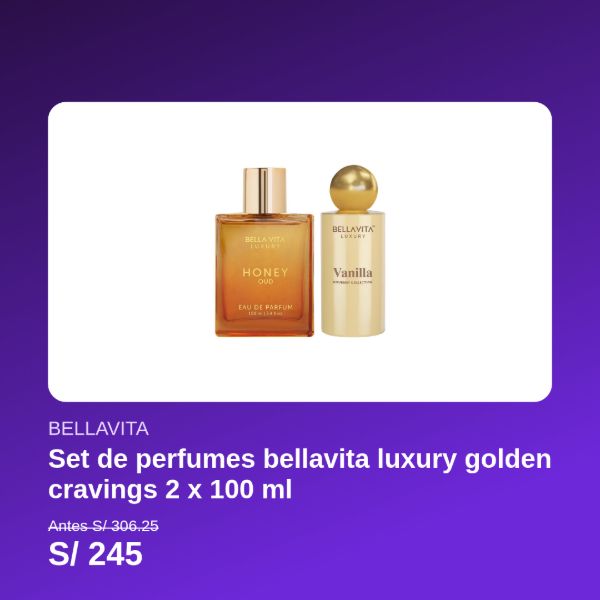 BELLA VITA
LUXURY
HONEY
OUD
EAU DE PARFUM
BELLAVITA
LUXURY
Vanilla
BELLAVITA
Set de perfumes bellavita luxury golden
cravings 2 x 100 ml
Antes S/ 306.25
S/ 245